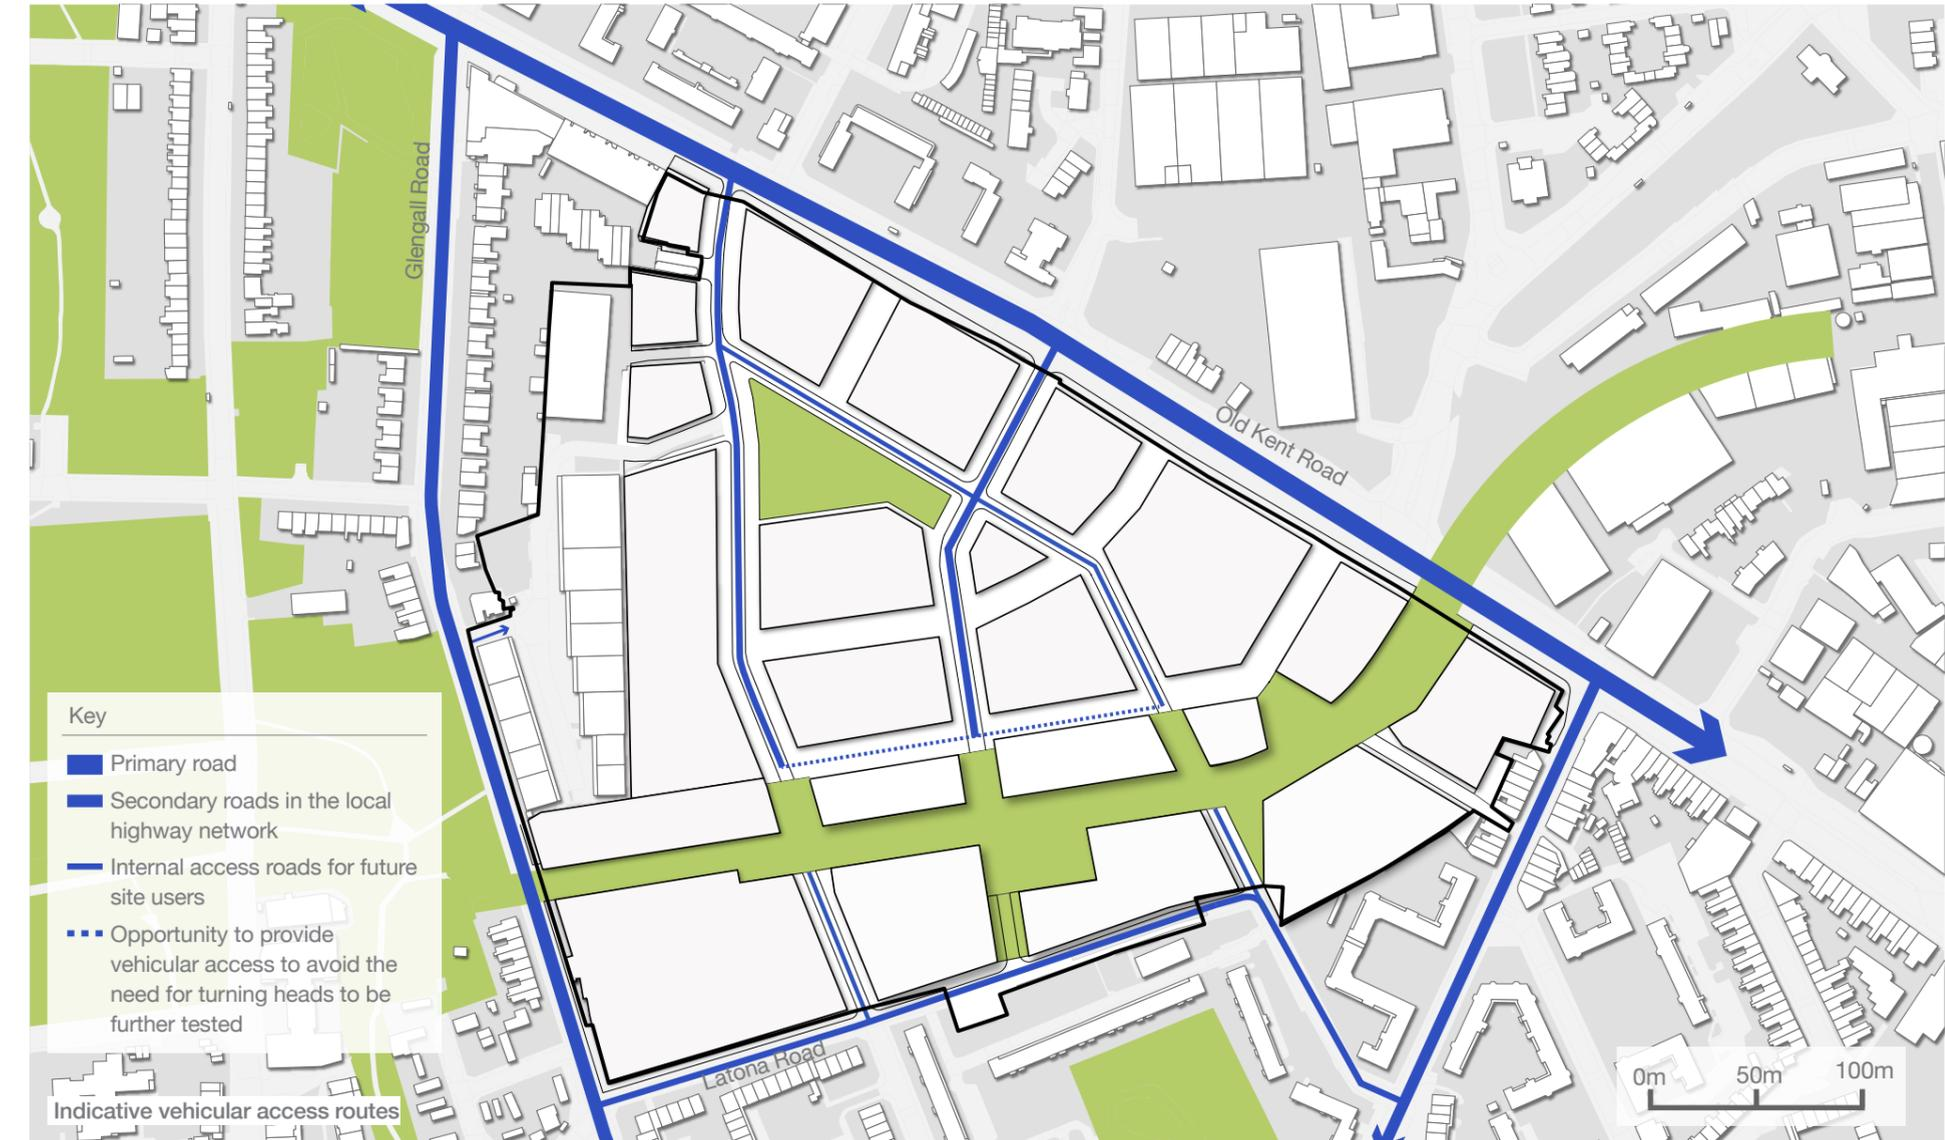 Glengall Road
Old Kent Road
Key
Primary road
Secondary roads in the local
highway network
Internal access roads for future
site users
Opportunity to provide
vehicular access to avoid the
need for turning heads to be
further tested
Latona Road
0m 50m 100m
Indicative vehicular access routes